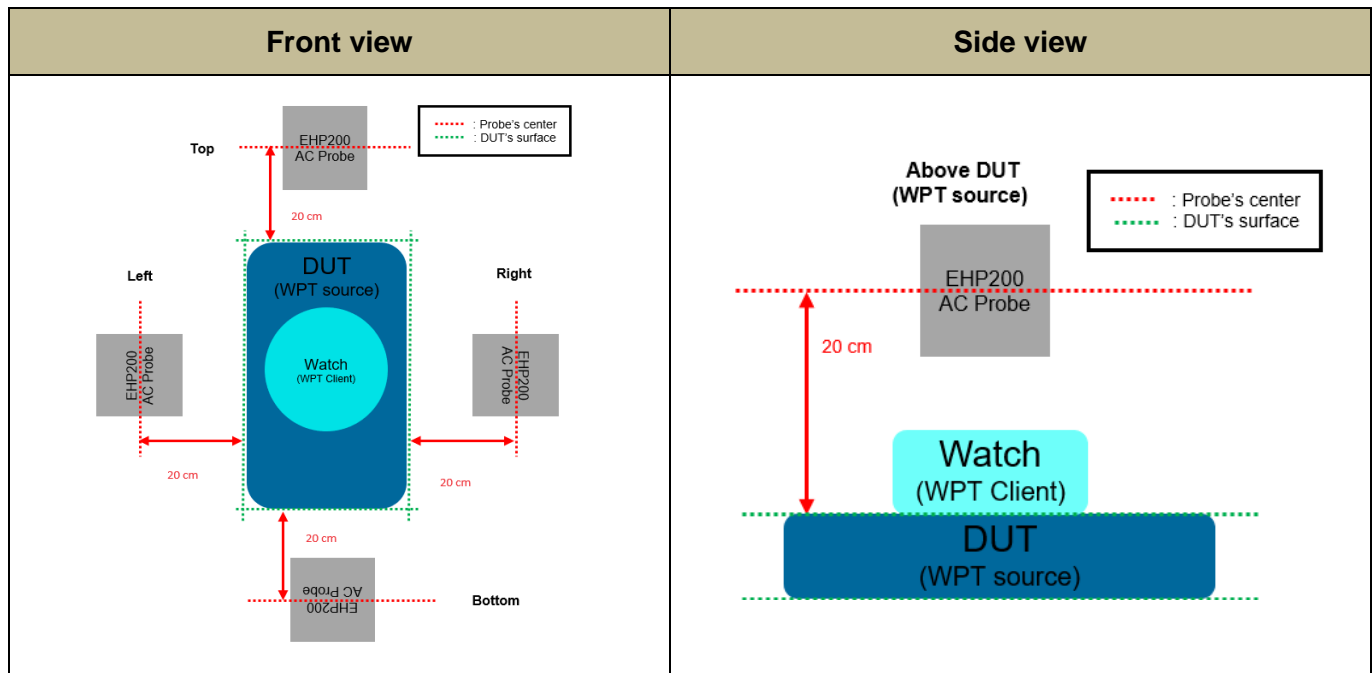 Front view
Side view
EHP200
AC Probe
: Probe's center
: DUT's surface
Top
20 cm
DUT
(WPT source)
Left
Right
EHP200
AC Probe
Watch
(WPT Client)
EHP200
AC Probe
20 cm
20 cm
20 cm
EHP200
AC Probe
Bottom
Above DUT
(WPT source)
: Probe's center
: DUT's surface
EHP200
AC Probe
20 cm
Watch
(WPT Client)
DUT
(WPT source)